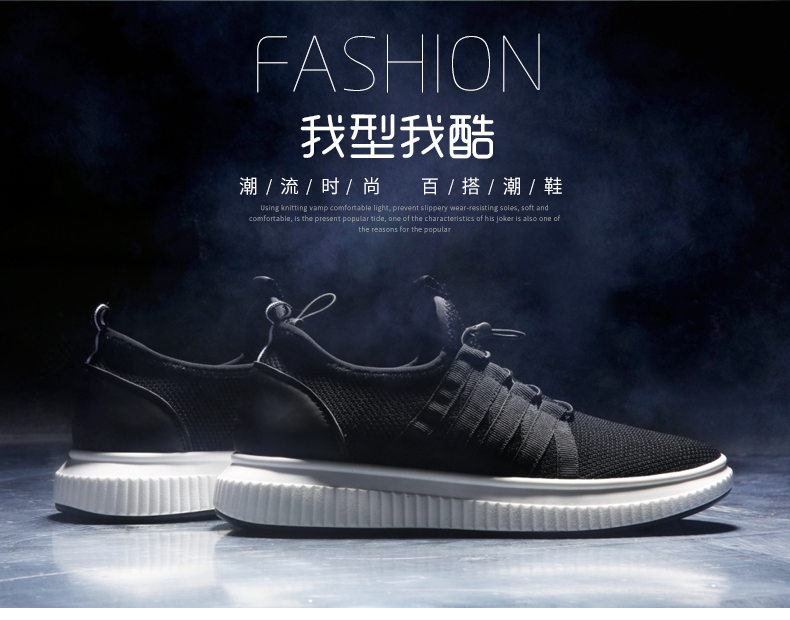 FASHION
我型我酷
潮/流/时/尚 百/搭/潮/鞋
Using knitting vamp comfortable light, prevent slippery wear-resisting soles, soft and
comfortable, is the present popular tide, one of the characteristics of his joker is also one of
the reasons for the popular